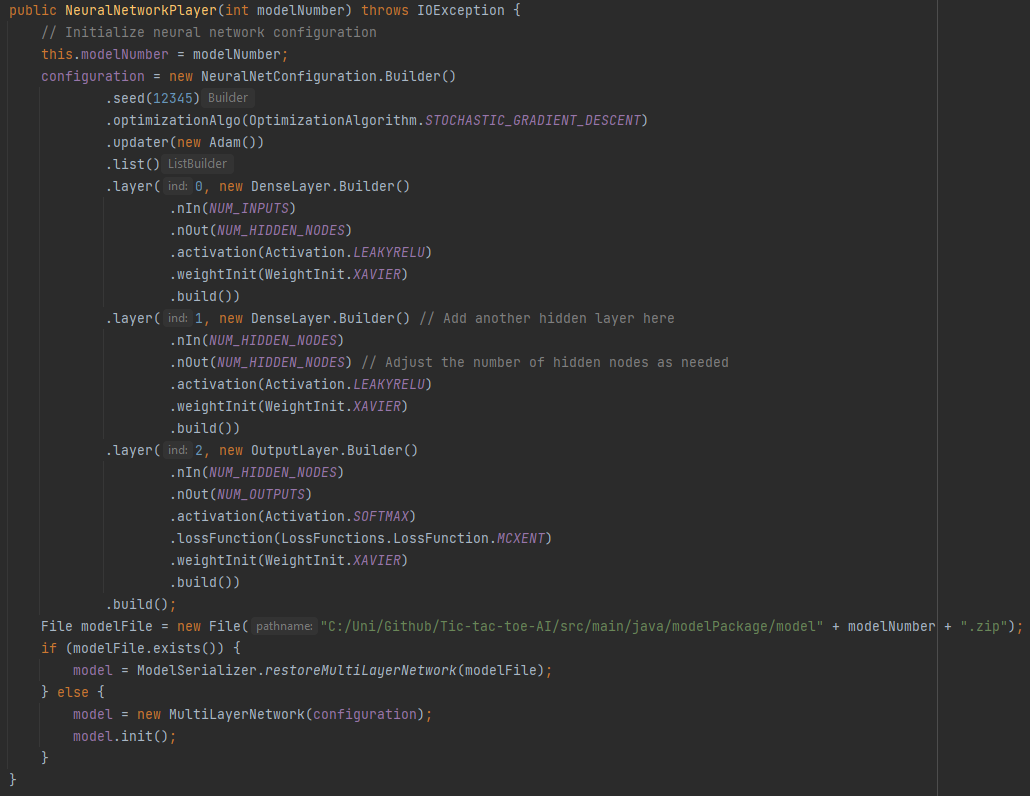 public NeuralNetworkPlayer(int modelNumber) throws IOException {
    // Initialize neural network configuration
    this.modelNumber = modelNumber;
    configuration = new NeuralNetConfiguration.Builder()
            .seed(12345) Builder
            .optimizationAlgo(OptimizationAlgorithm.STOCHASTIC_GRADIENT_DESCENT)
            .updater(new Adam())
            .list() ListBuilder
            .layer( ind: 0, new DenseLayer.Builder()
                    .nIn(NUM_INPUTS)
                    .nOut(NUM_HIDDEN_NODES)
                    .activation(Activation.LEAKYRELU)
                    .weightInit(WeightInit.XAVIER)
                    .build())
            .layer( ind: 1, new DenseLayer.Builder() // Add another hidden layer here
                    .nIn(NUM_HIDDEN_NODES)
                    .nOut(NUM_HIDDEN_NODES) // Adjust the number of hidden nodes as needed
                    .activation(Activation.LEAKYRELU)
                    .weightInit(WeightInit.XAVIER)
                    .build())
            .layer( ind: 2, new OutputLayer.Builder()
                    .nIn(NUM_HIDDEN_NODES)
                    .nOut(NUM_OUTPUTS)
                    .activation(Activation.SOFTMAX)
                    .lossFunction(LossFunctions.LossFunction.MCXENT)
                    .weightInit(WeightInit.XAVIER)
                    .build())
            .build();
    File modelFile = new File( pathname: "C:/Uni/Github/Tic-tac-toe-AI/src/main/java/modelPackage/model" + modelNumber + ".zip");
    if (modelFile.exists()) {
        model = ModelSerializer.restoreMultiLayerNetwork(modelFile);
    } else {
        model = new MultiLayerNetwork(configuration);
        model.init();
    }
}